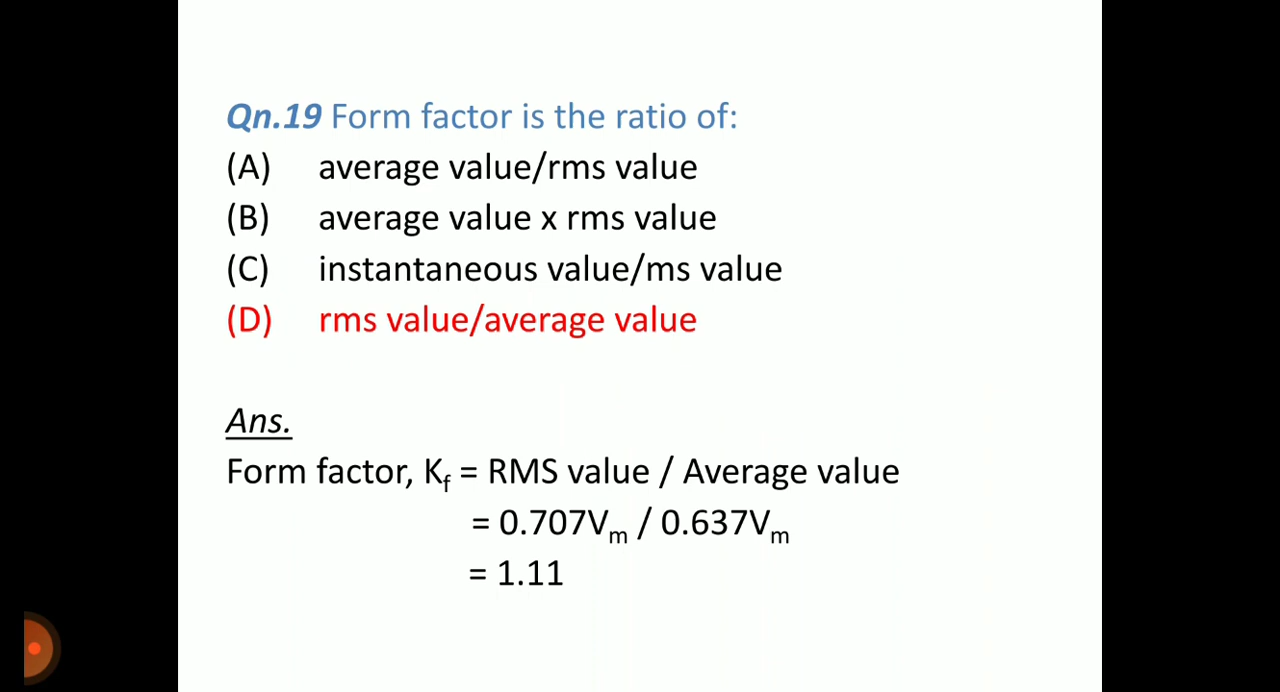 Qn.19 Form factor is the ratio of:
(A) average value/rms value
(B) average value x rms value
(C) instantaneous value/ms value
(D) rms value/average value
Ans.
Form factor, Kf = RMS value / Average value
= 0.707Vm / 0.637Vm
= 1.11